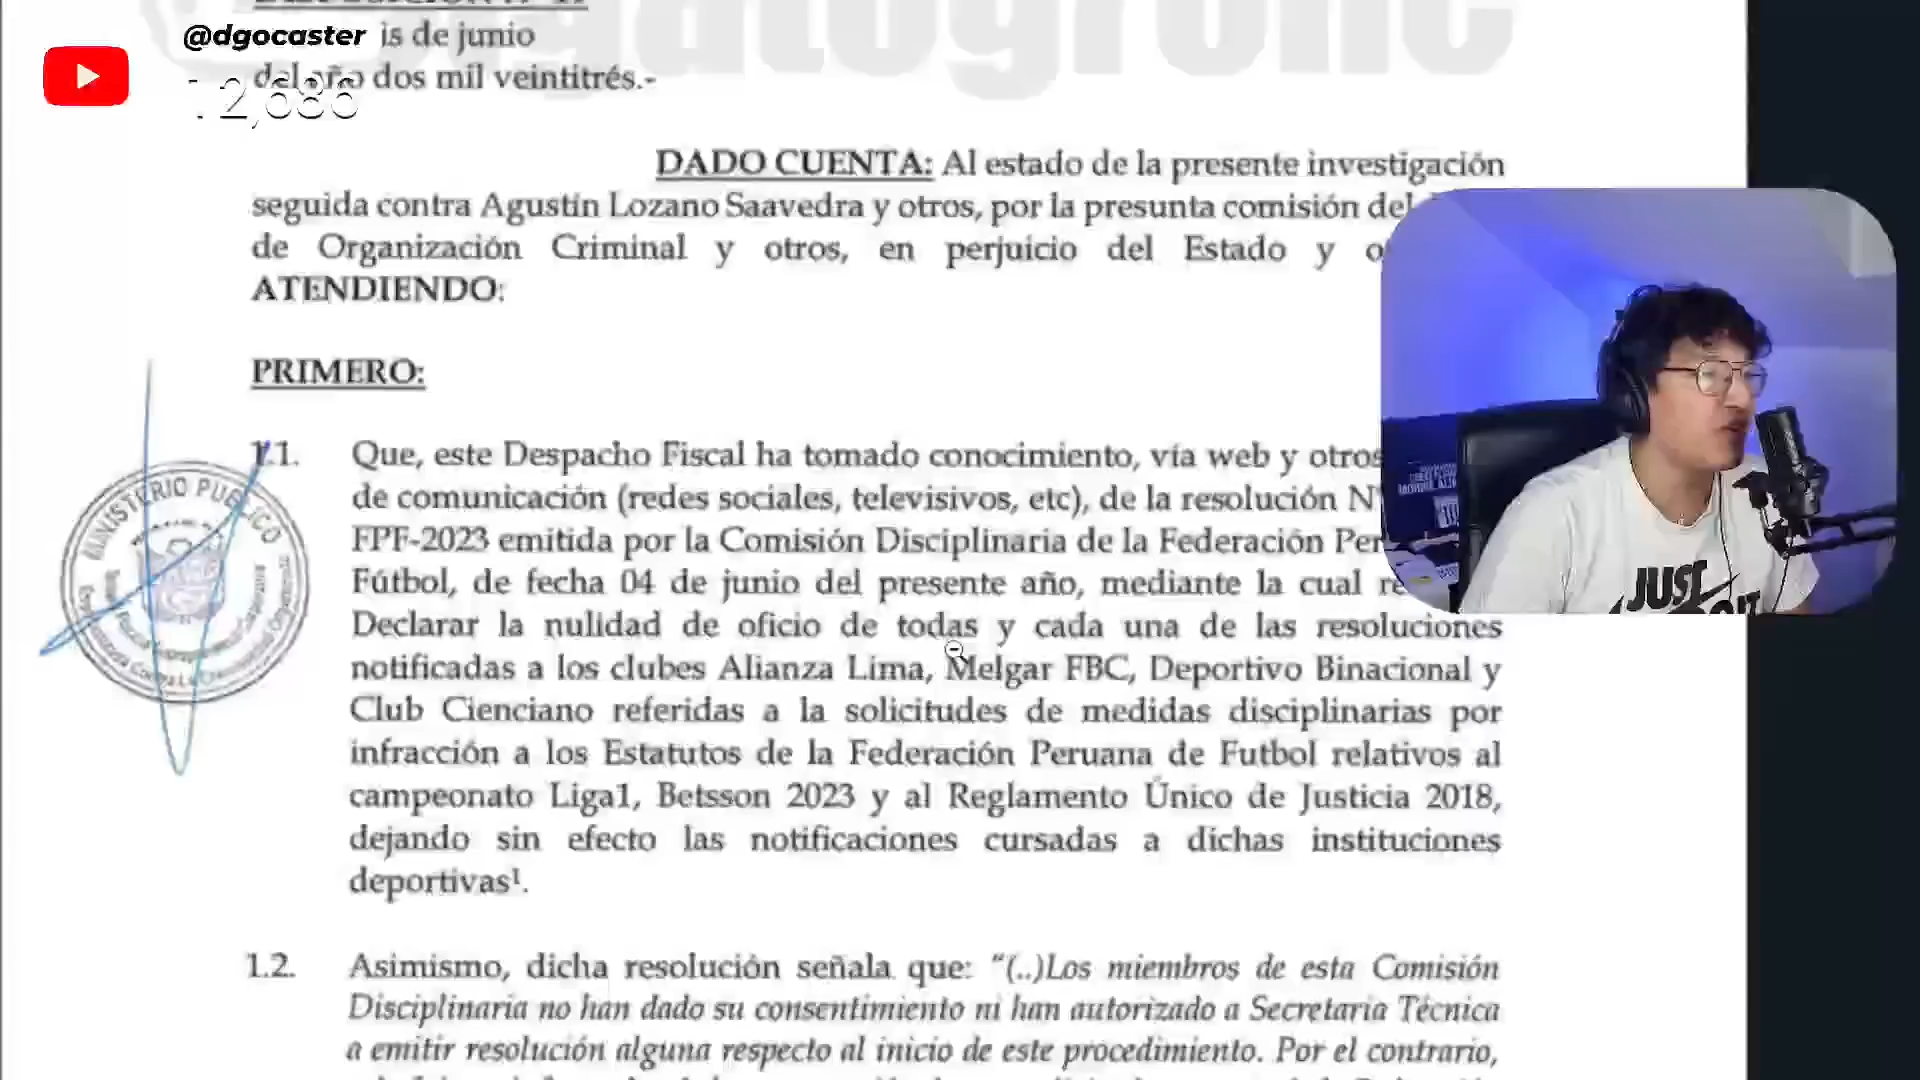 @dgocaster
is de junio
del año dos mil veintitrés.-
12,686
DADO CUENTA: Al estado de la presente investigación
seguida contra Agustín Lozano Saavedra y otros, por la presunta comisión del
de Organización Criminal y otros, en perjuicio del Estado y
ATENDIENDO:
PRIMERO:
1.1. Que, este Despacho Fiscal ha tomado conocimiento, vía web y otros
de comunicación (redes sociales, televisivos, etc), de la resolución
FPF-2023 emitida por la Comisión Disciplinaria de la Federación
Fútbol, de fecha 04 de junio del presente año, mediante la cual
Declarar la nulidad de oficio de todas y cada una de las resoluciones
notificadas a los clubes Alianza Lima, Melgar FBC, Deportivo Binacional y
Club Cienciano referidas a la solicitudes de medidas disciplinarias por
infracción a los Estatutos de la Federación Peruana de Futbol relativos al
campeonato Liga1, Betsson 2023 y al Reglamento Único de Justicia 2018,
dejando sin efecto las notificaciones cursadas a dichas instituciones
deportivas¹.
1.2. Asimismo, dicha resolución señala que: "(..)Los miembros de esta Comisión
Disciplinaria no han dado su consentimiento ni han autorizado a Secretaria Técnica
a emitir resolución alguna respecto al inicio de este procedimiento. Por el contrario,
MINISTERIO PUBLICO
JUST